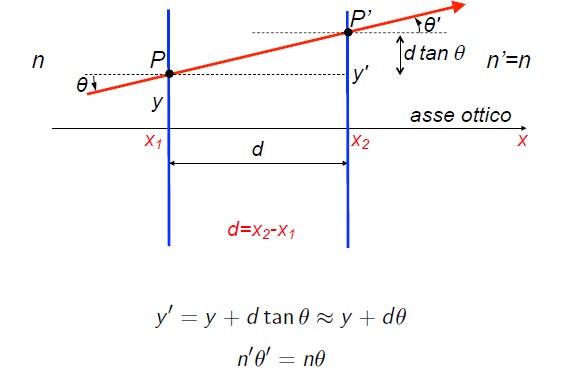 P’
θ’
n
P
d tan θ
n’=n
θ
y
y’
asse ottico
x₁
d
x₂
x
d=x₂-x₁
y′ = y + d tan θ ≈ y + dθ
n′θ′ = nθ